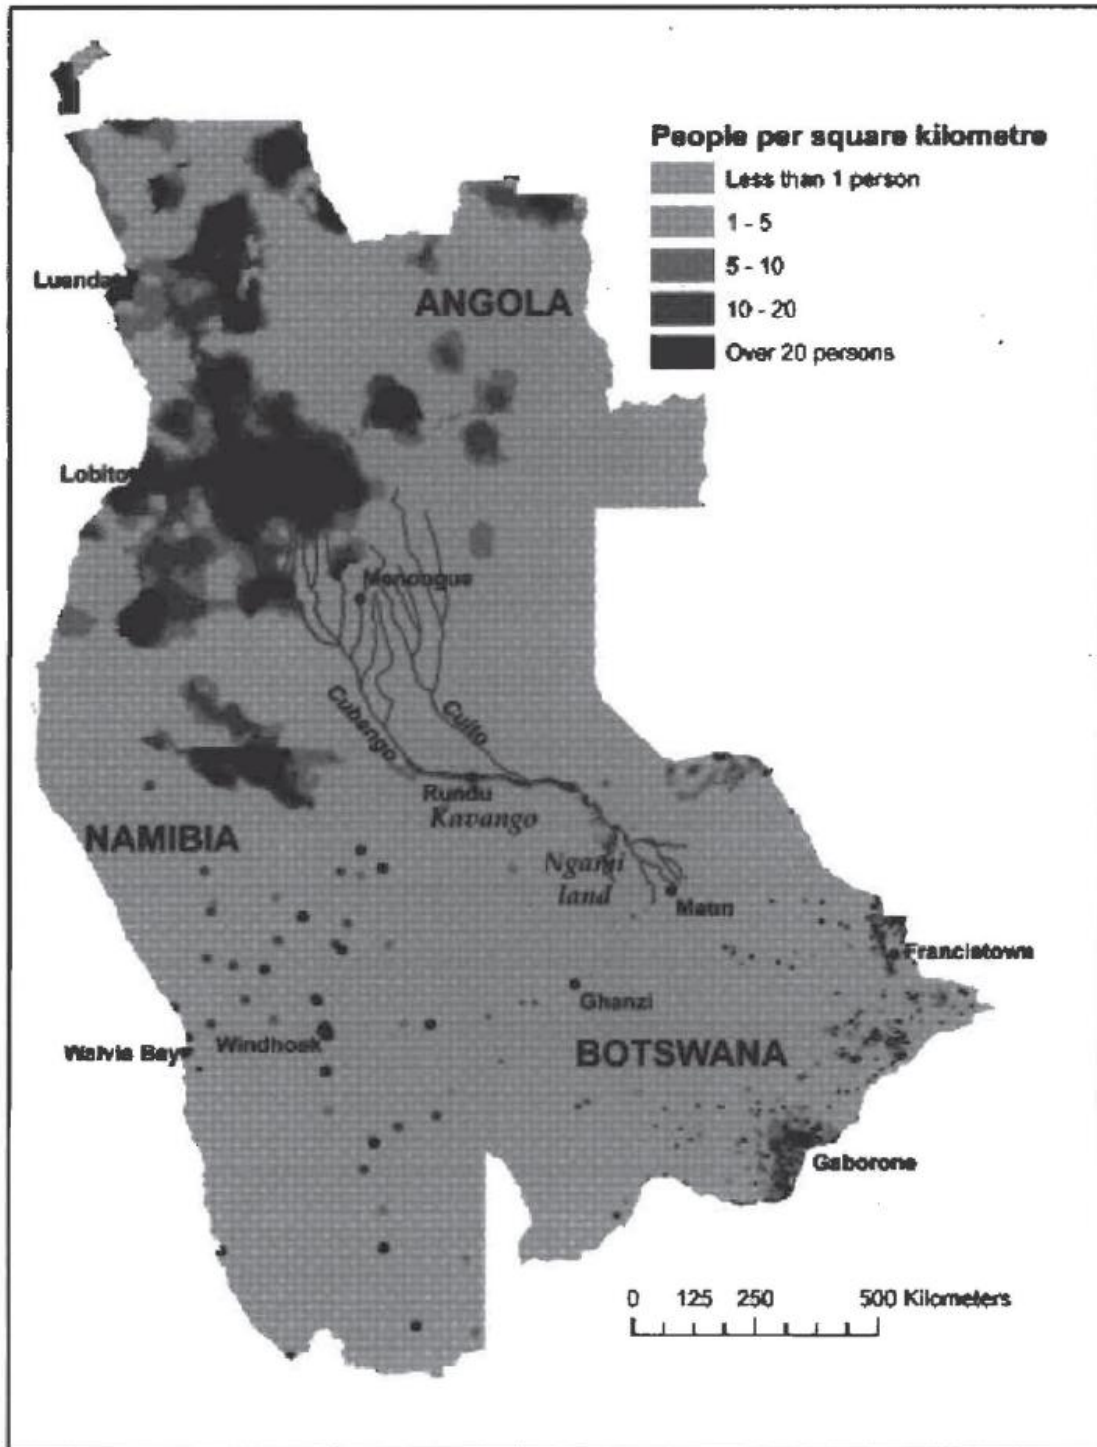 People per square kilometre
Less than 1 person
1 - 5
5 - 10
10 - 20
Over 20 persons
Luanda
ANGOLA
Lobito
Menongue
Cubango
Cuito
Rundu
Kavango
NAMIBIA
Ngami
land
Maun
Francistown
Ghanzi
Walvis Bay
Windhoek
BOTSWANA
Gaborone
0 125 250 500 Kilometers